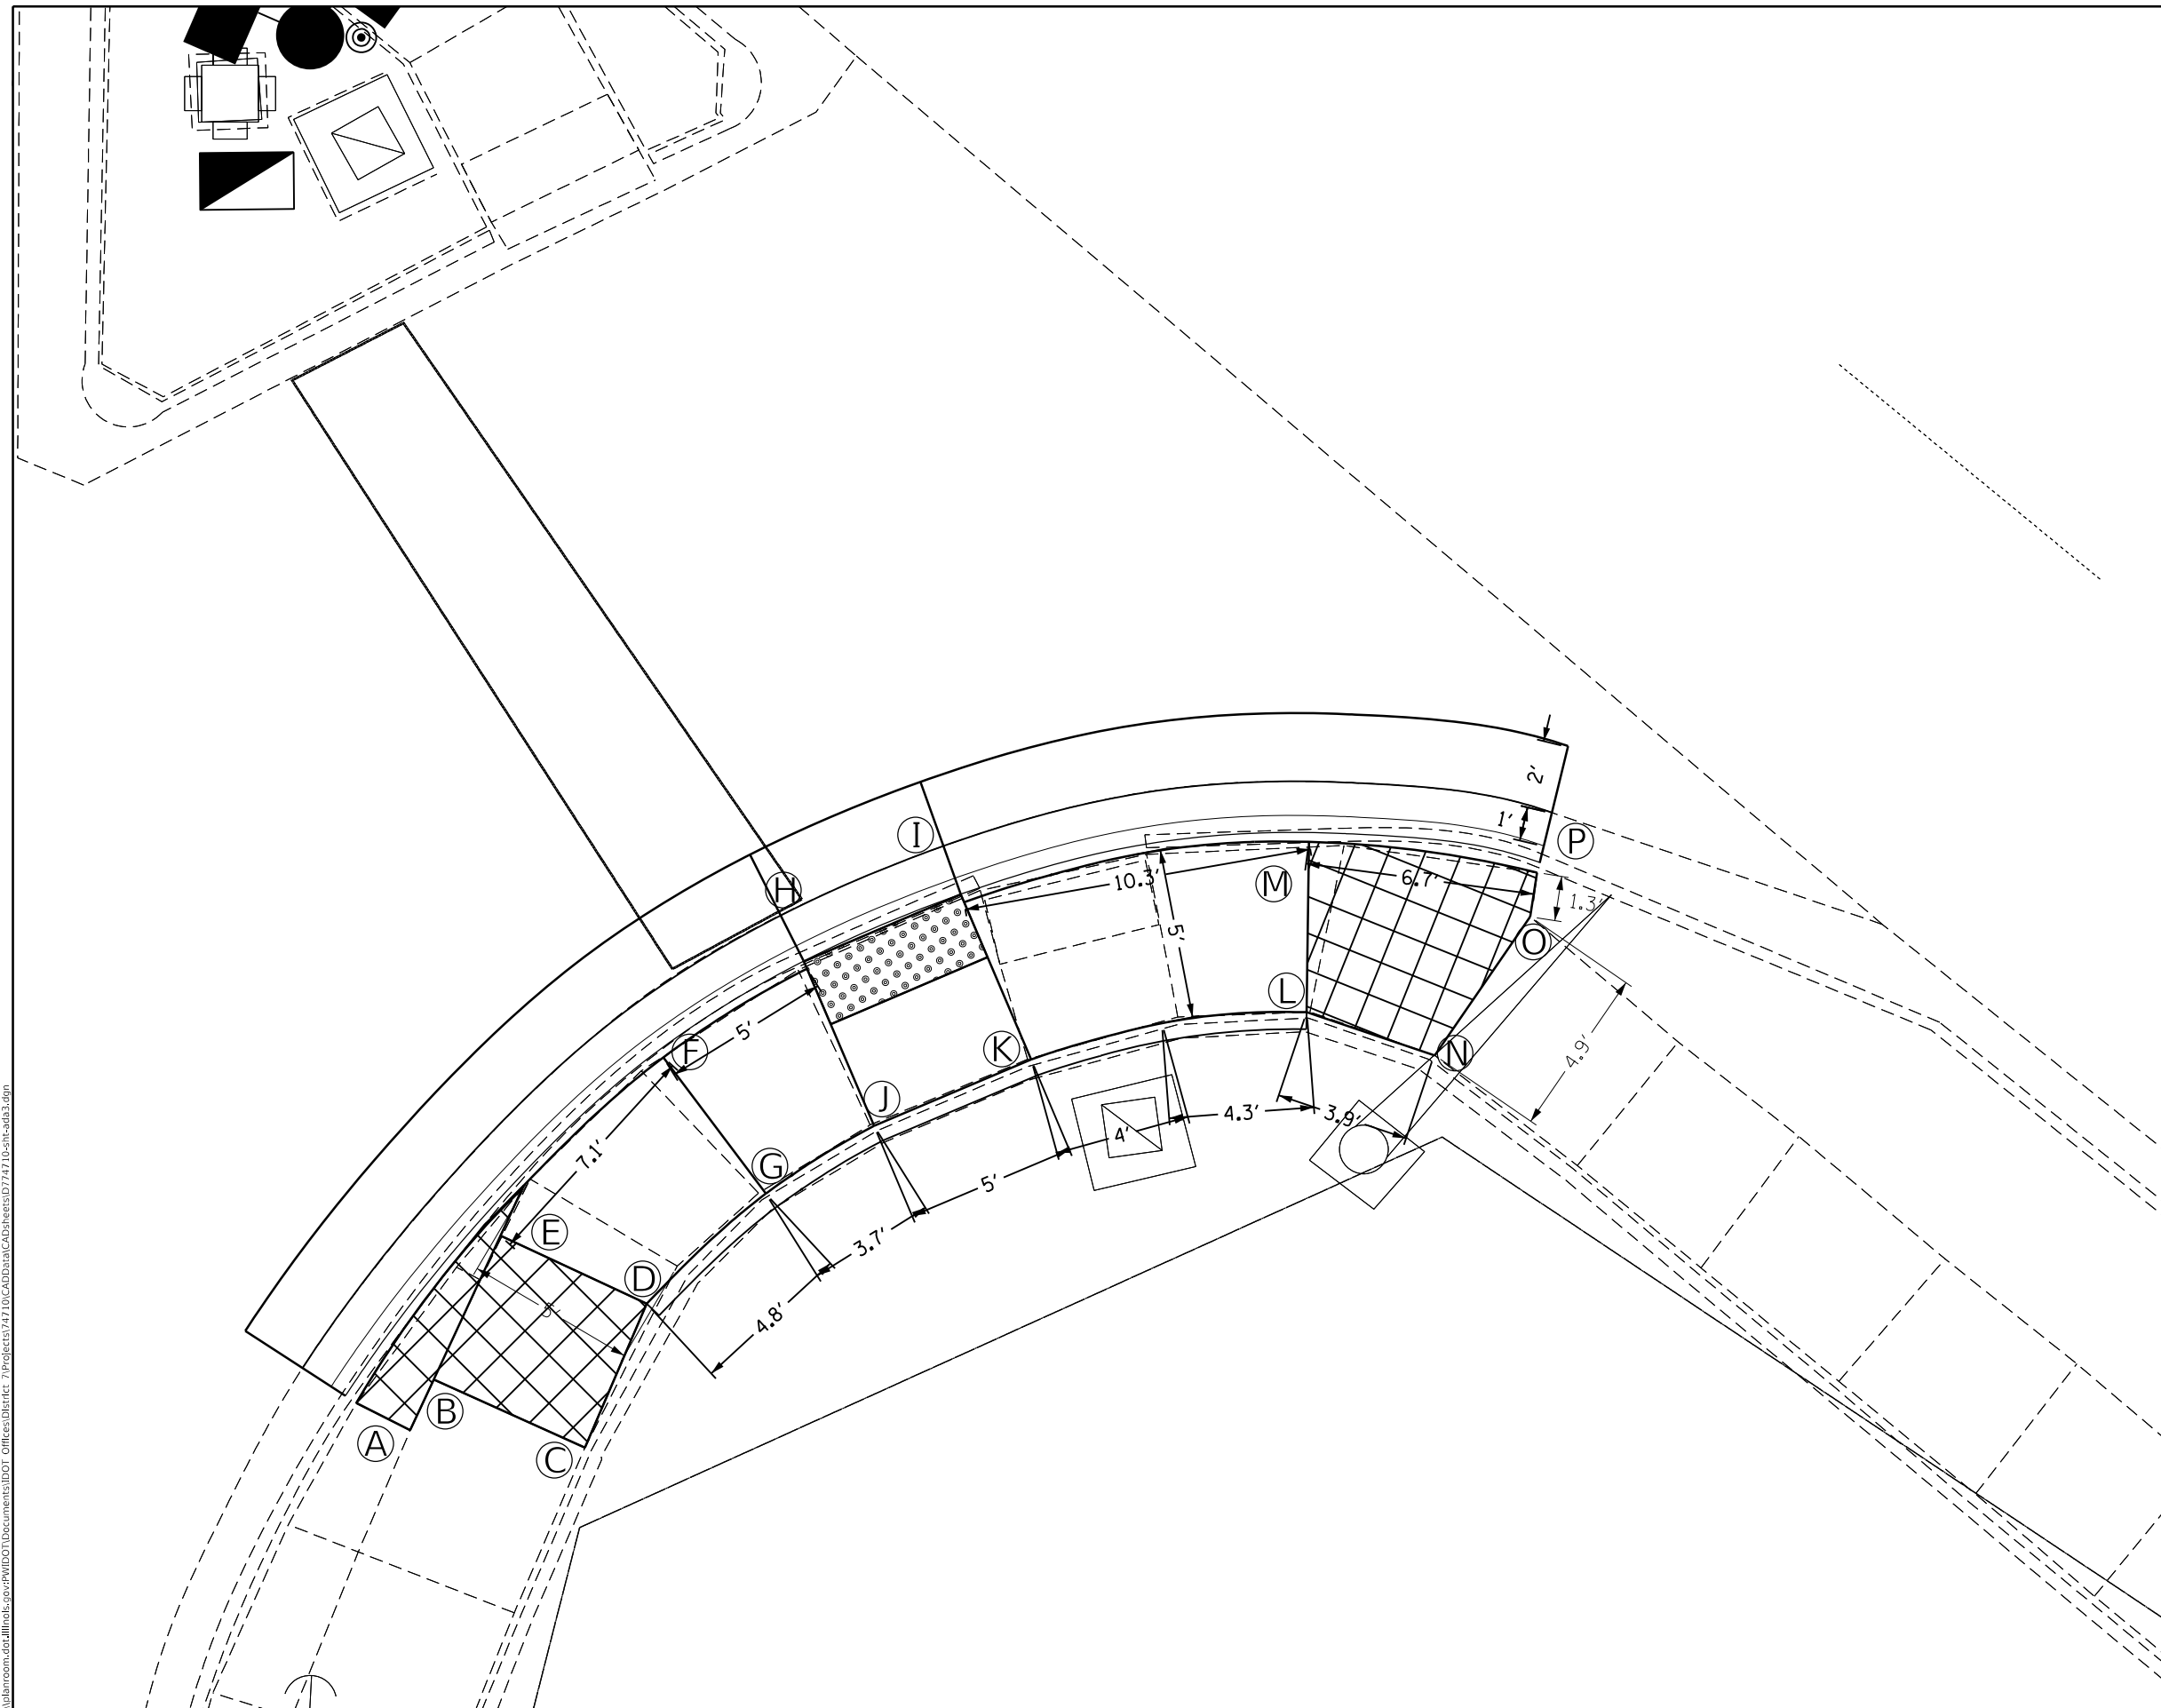 2'
1'
P
I
H
M
10.3'
6.7'
1.3'
5'
O
L
5'
F
K
N
4.9'
J
4.3'
3.9'
4'
7.1'
G
5'
E
3.7'
D
5'
4.8'
B
A
C
\planroom.dot.illinois.gov:PWIDOT\Documents\IDOT Offices\District 7\Projects\74710\CADData\CADsheets\D774710-sht-ada3.dgn